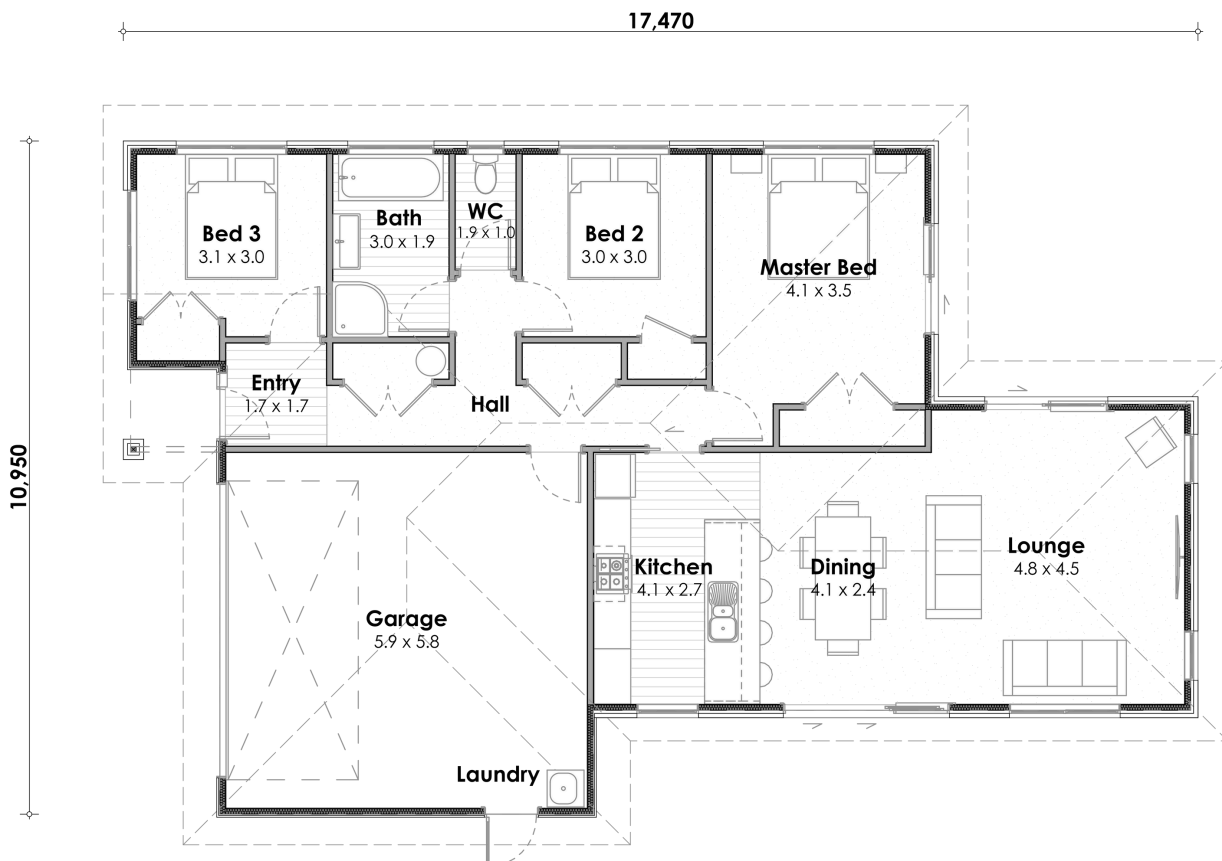 17,470
10,950
Bed 3
3.1 x 3.0
Bath
3.0 x 1.9
WC
1.9 x 1.0
Bed 2
3.0 x 3.0
Master Bed
4.1 x 3.5
Entry
1.7 x 1.7
Hall
Kitchen
4.1 x 2.7
Dining
4.1 x 2.4
Lounge
4.8 x 4.5
Garage
5.9 x 5.8
Laundry